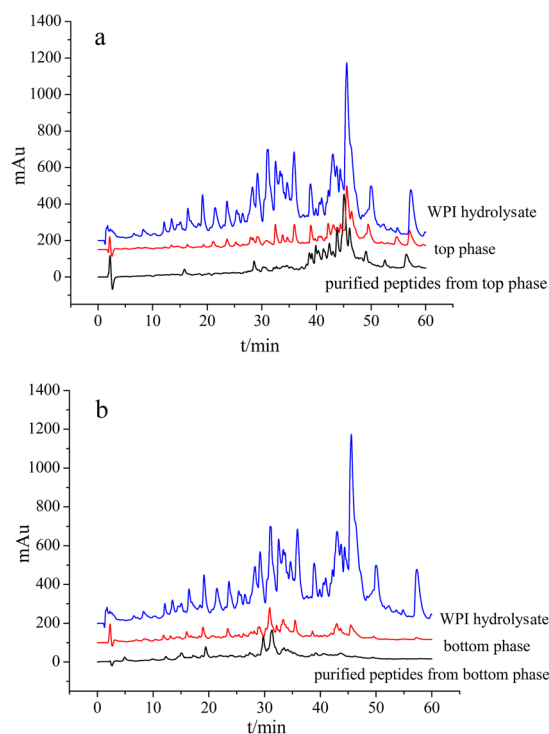 a
1400
1200
1000
800
600
400
200
0
mAu
WPI hydrolysate
top phase
purified peptides from top phase
0 10 20 30 40 50 60
t/min
b
1400
1200
1000
800
600
400
200
0
mAu
WPI hydrolysate
bottom phase
purified peptides from bottom phase
0 10 20 30 40 50 60
t/min